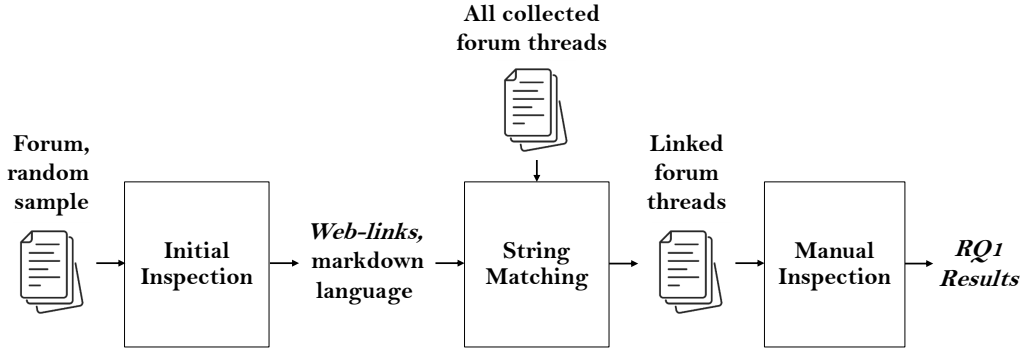 All collected
forum threads
Forum,
random
sample
Initial
Inspection
Web-links,
markdown
language
String
Matching
Linked
forum
threads
Manual
Inspection
RQ1
Results